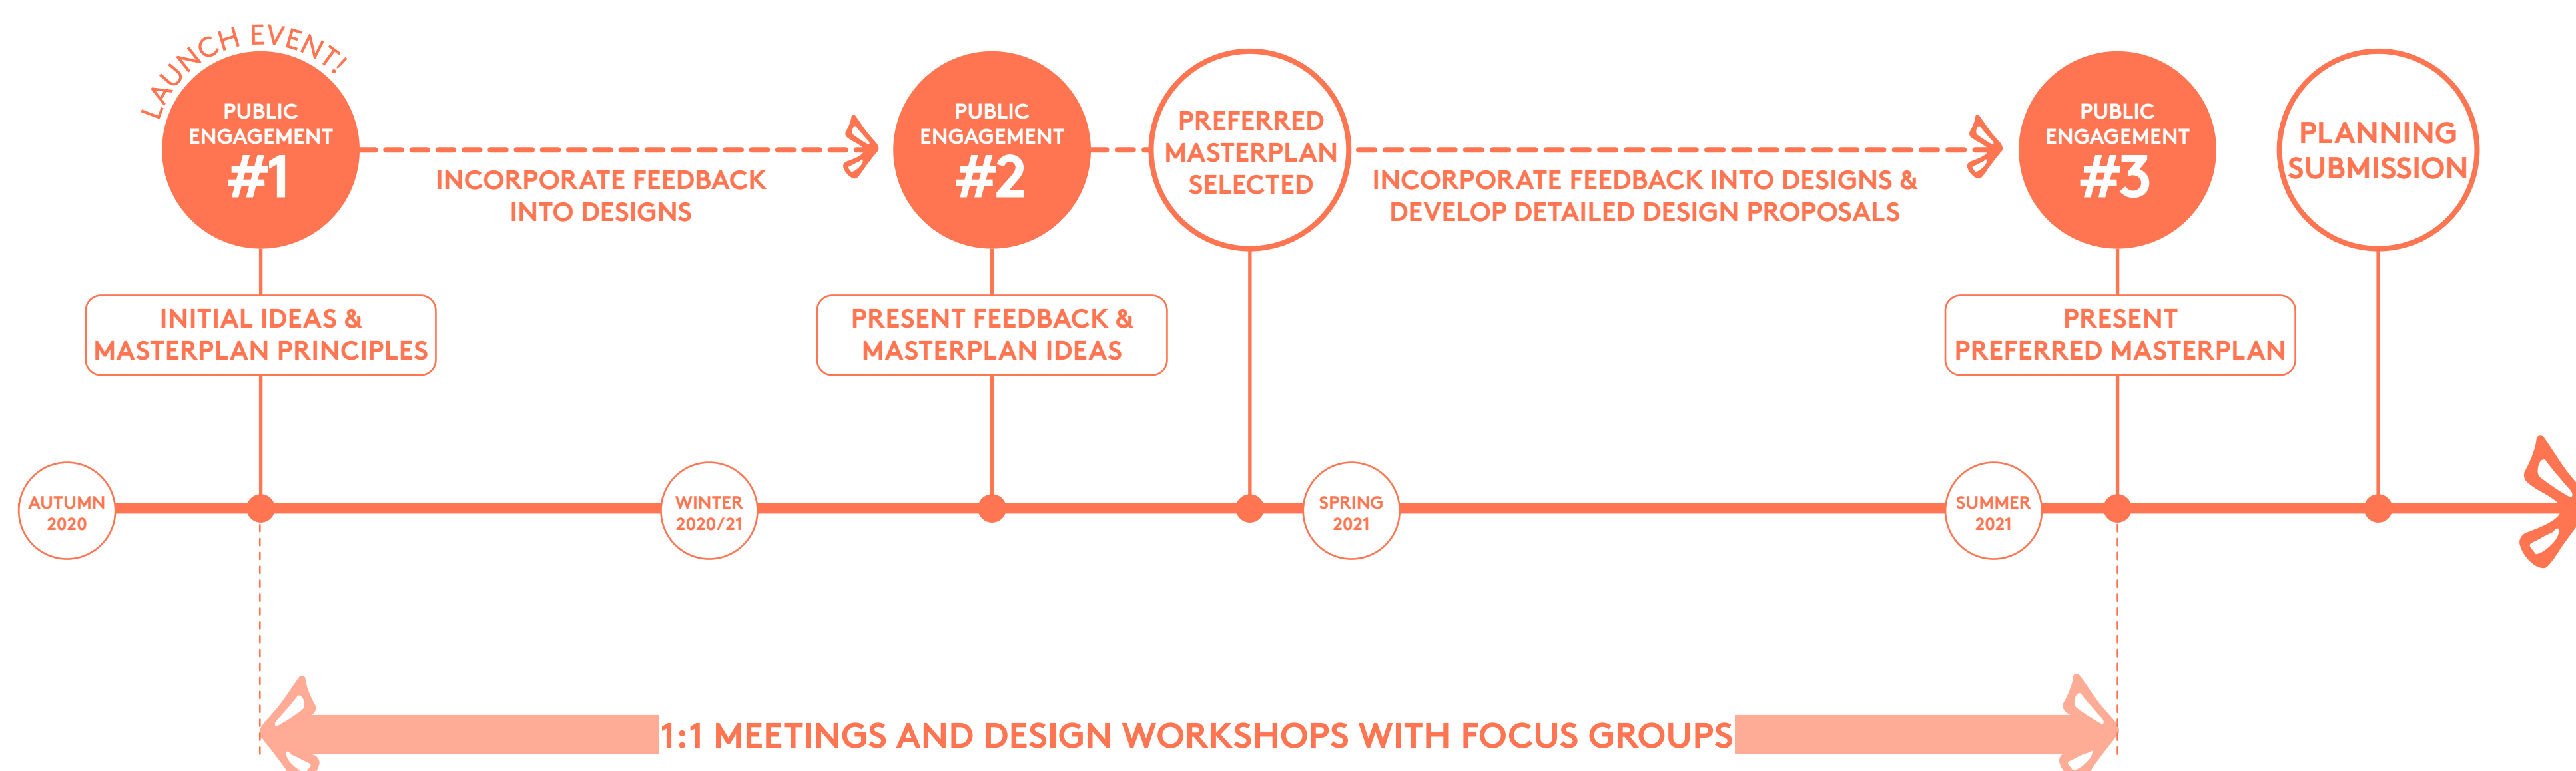 LAUNCH EVENT!
PUBLIC
ENGAGEMENT
#1
INCORPORATE FEEDBACK
INTO DESIGNS
PUBLIC
ENGAGEMENT
#2
PREFERRED
MASTERPLAN
SELECTED
INCORPORATE FEEDBACK INTO DESIGNS &
DEVELOP DETAILED DESIGN PROPOSALS
PUBLIC
ENGAGEMENT
#3
PLANNING
SUBMISSION
INITIAL IDEAS &
MASTERPLAN PRINCIPLES
PRESENT FEEDBACK &
MASTERPLAN IDEAS
PRESENT
PREFERRED MASTERPLAN
AUTUMN
2020
WINTER
2020/21
SPRING
2021
SUMMER
2021
1:1 MEETINGS AND DESIGN WORKSHOPS WITH FOCUS GROUPS